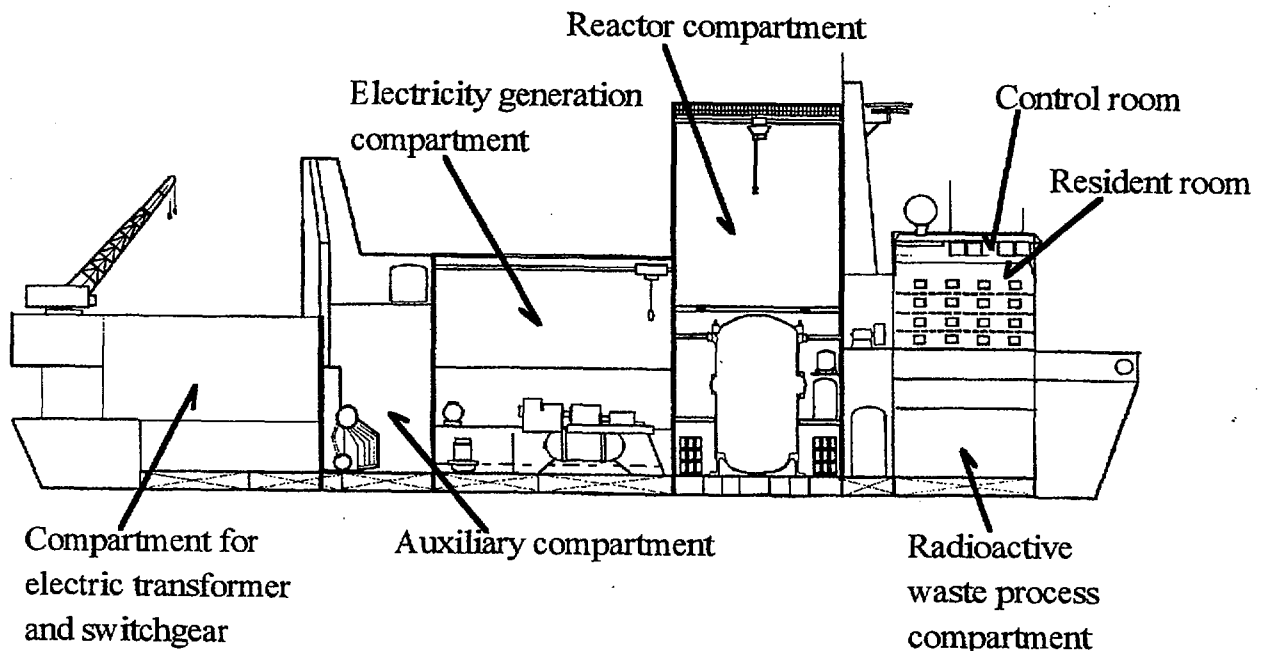 Reactor compartment
Electricity generation
compartment
Control room
Resident room
Compartment for
electric transformer
and switchgear
Auxiliary compartment
Radioactive
waste process
compartment